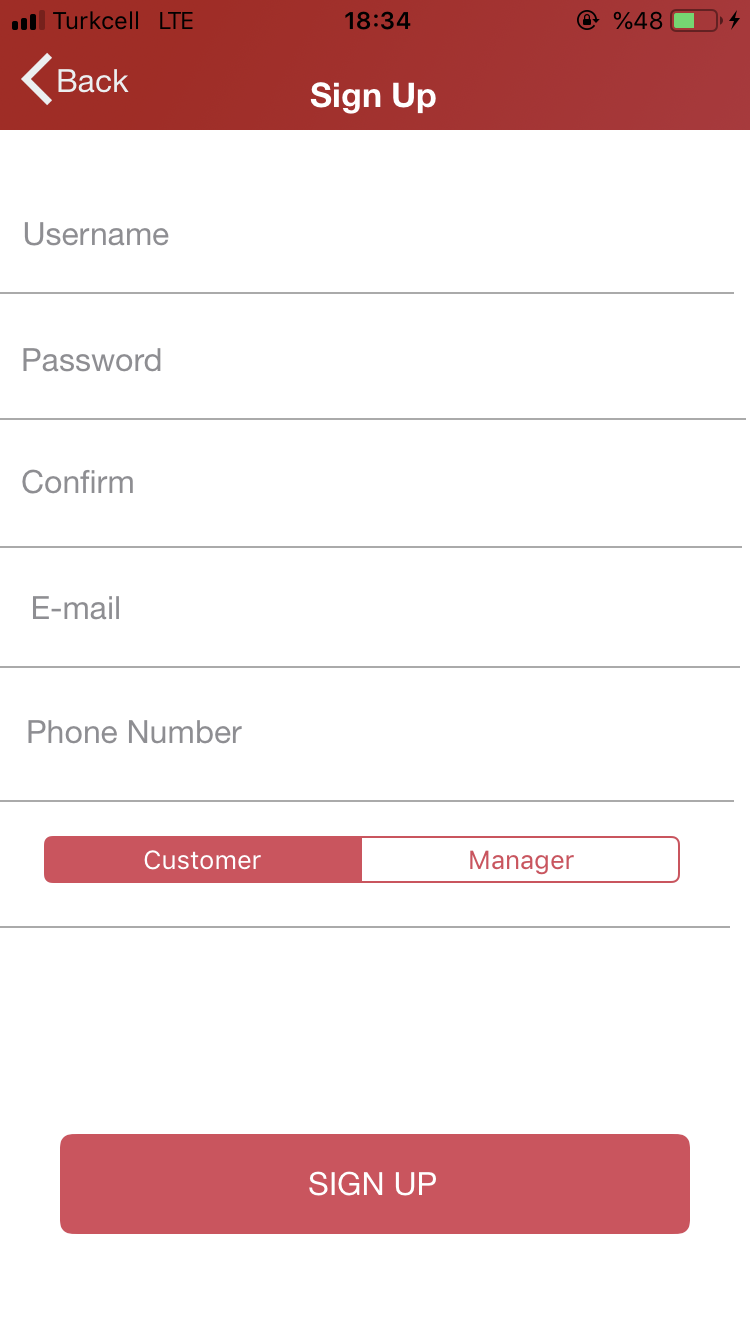 Turkcell LTE 18:34 %48
Back
Sign Up
Username
Password
Confirm
E-mail
Phone Number
Customer Manager
SIGN UP